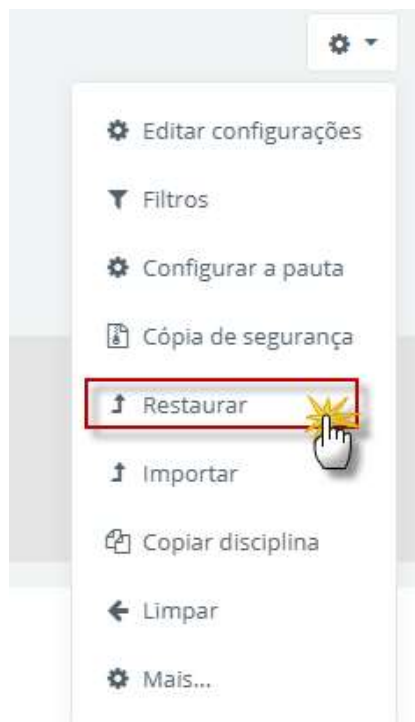 Editar configurações
Filtros
Configurar a pauta
Cópia de segurança
Restaurar
Importar
Copiar disciplina
Limpar
Mais...